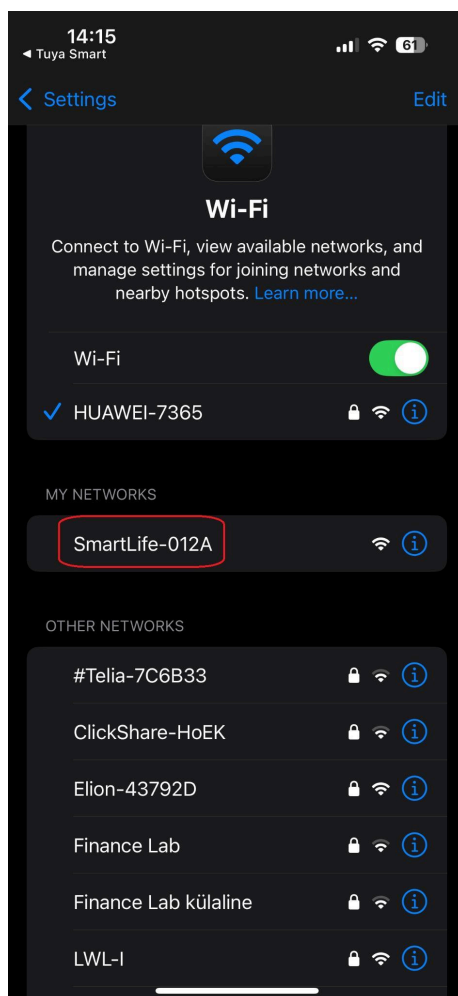 14:15
◀ Tuya Smart
61
Settings
Edit
Wi-Fi
Connect to Wi-Fi, view available networks, and
manage settings for joining networks and
nearby hotspots. Learn more...
Wi-Fi
HUAWEI-7365
MY NETWORKS
SmartLife-012A
OTHER NETWORKS
#Telia-7C6B33
ClickShare-HoEK
Elion-43792D
Finance Lab
Finance Lab külaline
LWL-I